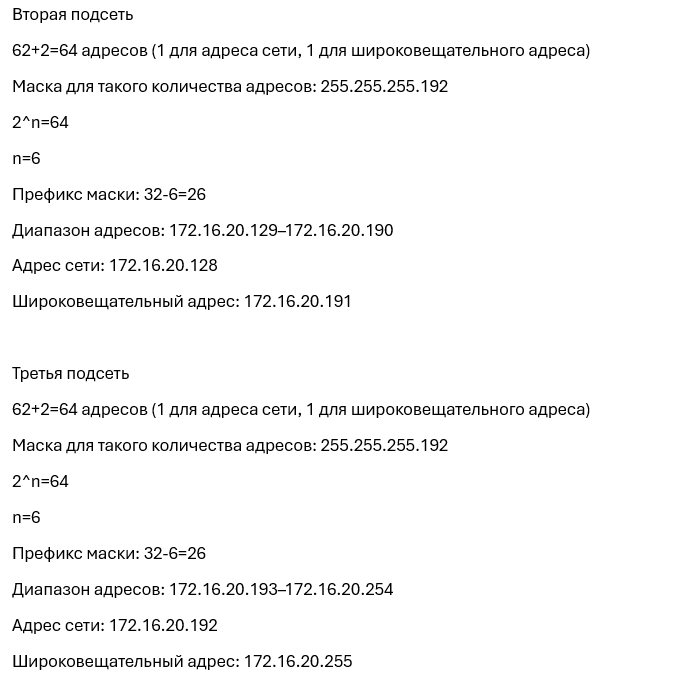 Вторая подсеть
62+2=64 адресов (1 для адреса сети, 1 для широковещательного адреса)
Маска для такого количества адресов: 255.255.255.192
2^n=64
n=6
Префикс маски: 32-6=26
Диапазон адресов: 172.16.20.129–172.16.20.190
Адрес сети: 172.16.20.128
Широковещательный адрес: 172.16.20.191
Третья подсеть
62+2=64 адресов (1 для адреса сети, 1 для широковещательного адреса)
Маска для такого количества адресов: 255.255.255.192
2^n=64
n=6
Префикс маски: 32-6=26
Диапазон адресов: 172.16.20.193–172.16.20.254
Адрес сети: 172.16.20.192
Широковещательный адрес: 172.16.20.255